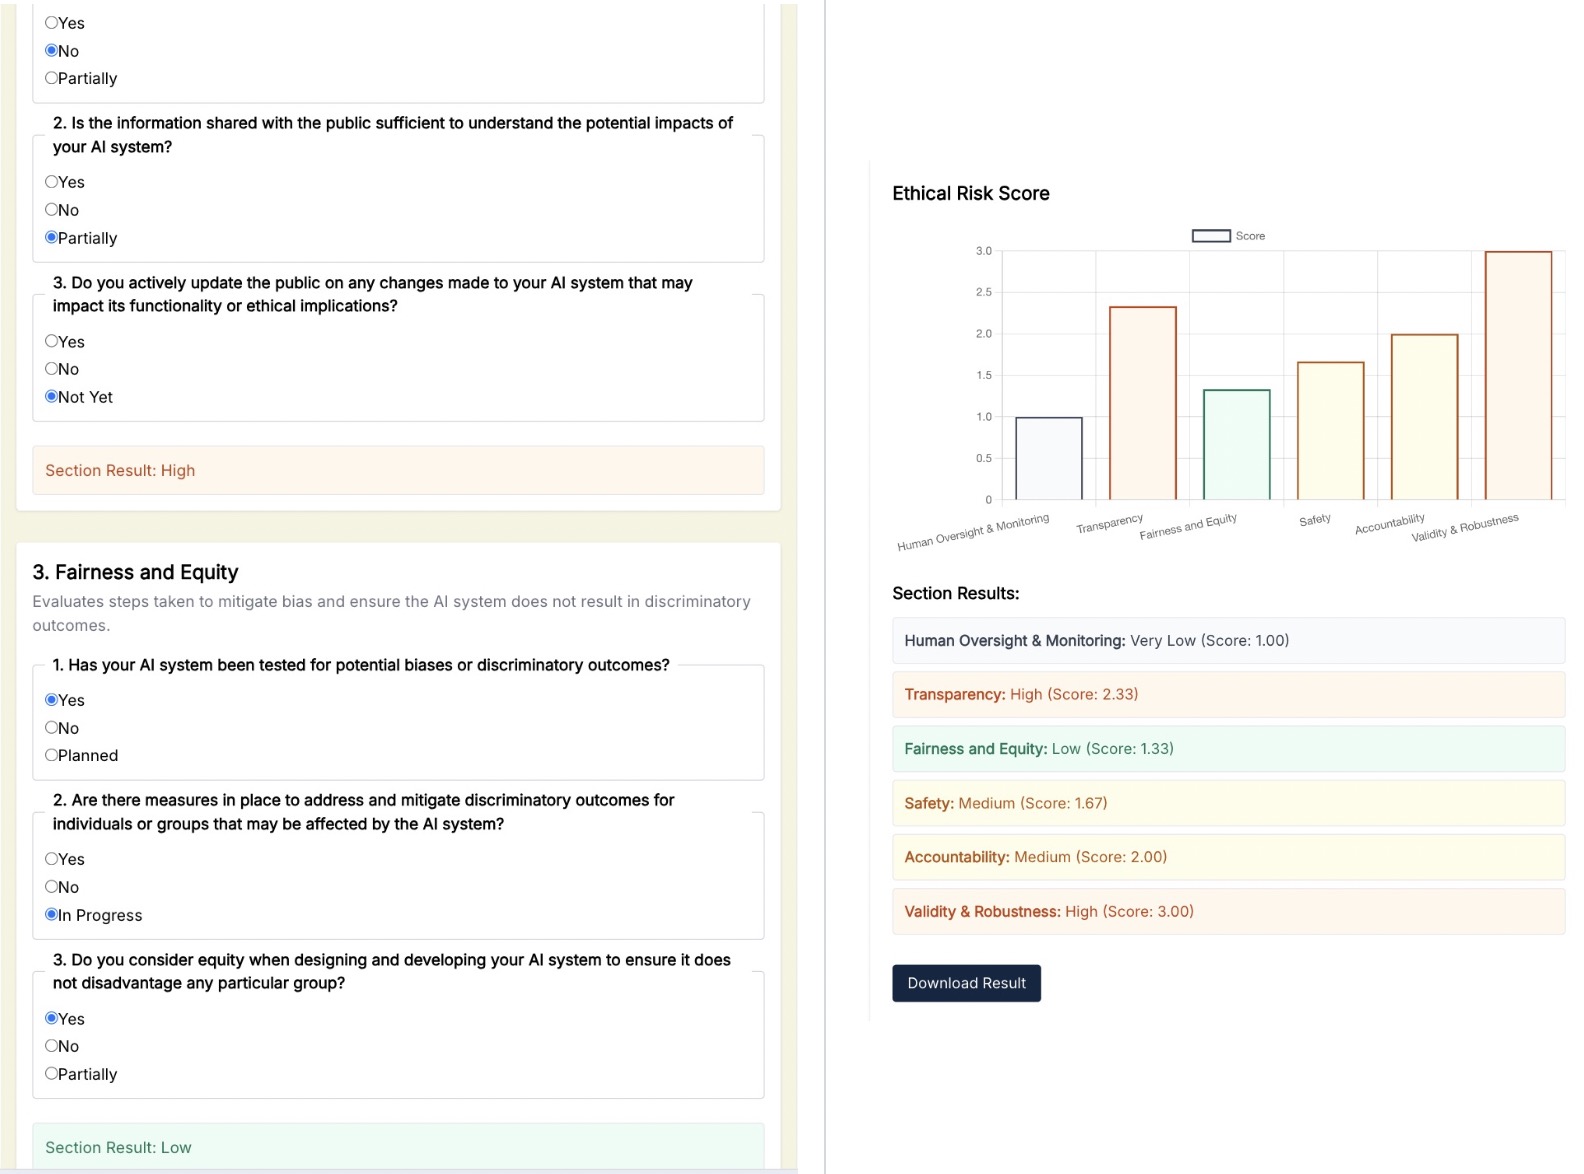 Yes
No
Partially
2. Is the information shared with the public sufficient to understand the potential impacts of
your AI system?
Yes
No
Partially
3. Do you actively update the public on any changes made to your AI system that may
impact its functionality or ethical implications?
Yes
No
Not Yet
Section Result: High
3. Fairness and Equity
Evaluates steps taken to mitigate bias and ensure the AI system does not result in discriminatory
outcomes.
1. Has your AI system been tested for potential biases or discriminatory outcomes?
Yes
No
Planned
2. Are there measures in place to address and mitigate discriminatory outcomes for
individuals or groups that may be affected by the AI system?
Yes
No
In Progress
3. Do you consider equity when designing and developing your AI system to ensure it does
not disadvantage any particular group?
Yes
No
Partially
Section Result: Low
Ethical Risk Score
Score
3.0
2.5
2.0
1.5
1.0
0.5
0
Human Oversight & Monitoring
Transparency
Fairness and Equity
Safety
Accountability
Validity & Robustness
Section Results:
Human Oversight & Monitoring: Very Low (Score: 1.00)
Transparency: High (Score: 2.33)
Fairness and Equity: Low (Score: 1.33)
Safety: Medium (Score: 1.67)
Accountability: Medium (Score: 2.00)
Validity & Robustness: High (Score: 3.00)
Download Result